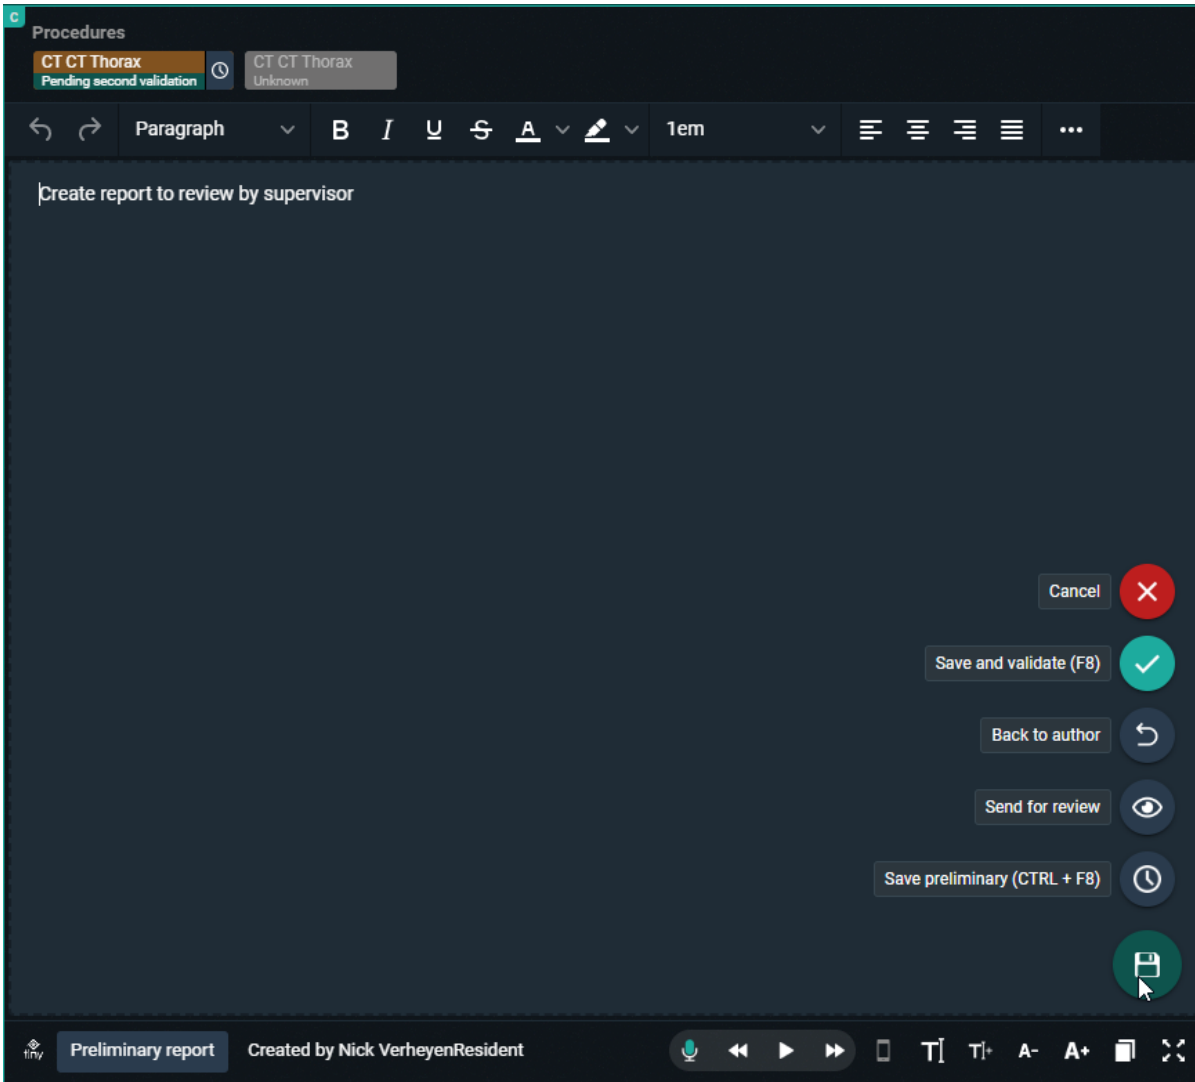 C
Procedures
CT CT Thorax
Pending second validation
CT CT Thorax
Unknown
Paragraph
B I U S A
1em
Create report to review by supervisor
Cancel
Save and validate (F8)
Back to author
Send for review
Save preliminary (CTRL + F8)
tiny
Preliminary report
Created by Nick VerheyenResident
T T+ A- A+